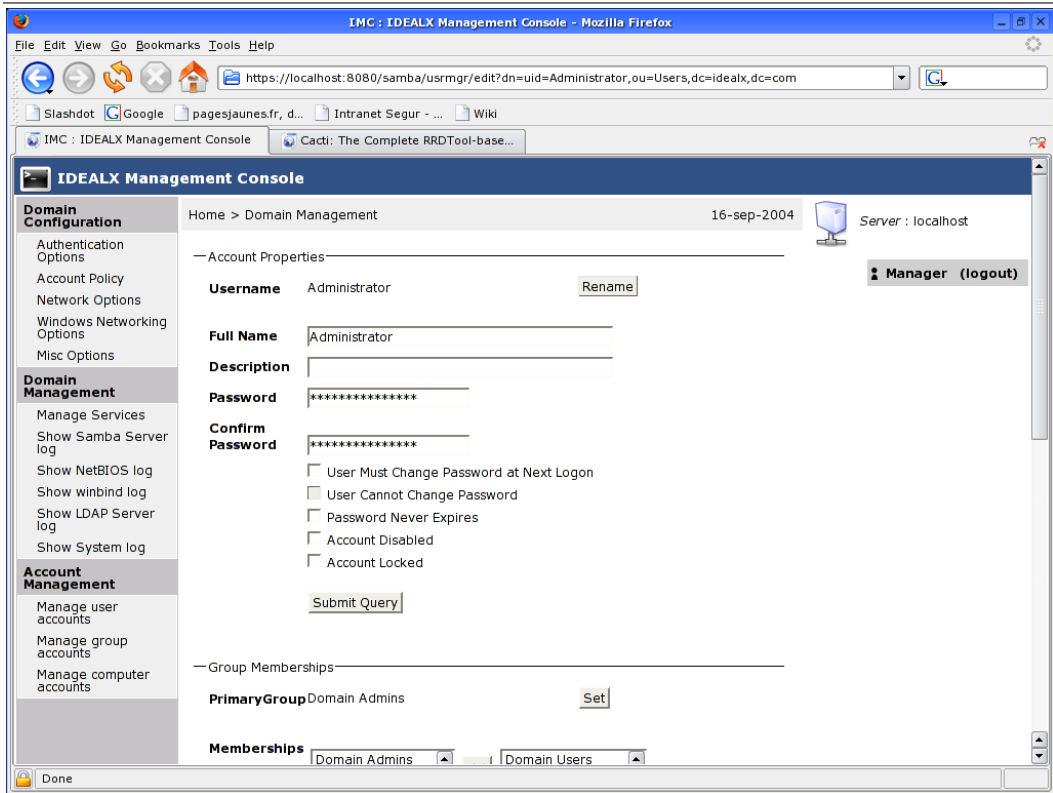 IMC : IDEALX Management Console - Mozilla Firefox
File Edit View Go Bookmarks Tools Help
https://localhost:8080/samba/usrmgr/edit?dn=uid=Administrator,ou=Users,dc=idealx,dc=com
G
Slashdot Google pagesjaunes.fr, d... Intranet Segur - ... Wiki
IMC : IDEALX Management Console
Cacti: The Complete RRDTool-base...
IDEALX Management Console
Domain
Configuration
Authentication
Options
Account Policy
Network Options
Windows Networking
Options
Misc Options
Domain
Management
Manage Services
Show Samba Server
log
Show NetBIOS log
Show winbind log
Show LDAP Server
log
Show System log
Account
Management
Manage user
accounts
Manage group
accounts
Manage computer
accounts
Home > Domain Management
16-sep-2004
Account Properties
Username Administrator Rename
Full Name Administrator
Description
Password ***************
Confirm
Password ***************
User Must Change Password at Next Logon
User Cannot Change Password
Password Never Expires
Account Disabled
Account Locked
Submit Query
Group Memberships
PrimaryGroup Domain Admins Set
Memberships
Domain Admins
Domain Users
Server : localhost
Manager (logout)
Done